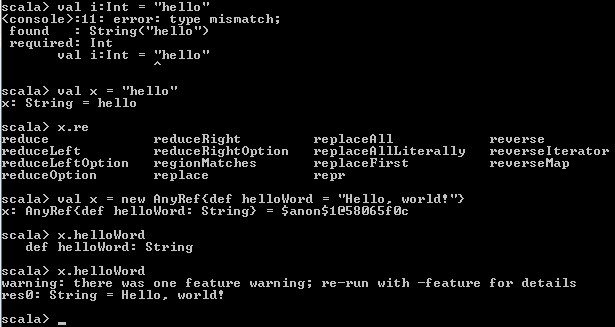 scala> val i:Int = "hello"
<console>:11: error: type mismatch;
 found   : String("hello")
 required: Int
       val i:Int = "hello"
                   ^
scala> val x = "hello"
x: String = hello
scala> x.re
reduce             reduceRight         replaceAll            reverse
reduceLeft         reduceRightOption   replaceAllLiterally   reverseIterator
reduceLeftOption   regionMatches       replaceFirst          reverseMap
reduceOption       replace             repr
scala> val x = new AnyRef{def helloWord = "Hello, world!"}
x: AnyRef{def helloWord: String} = $anon$1@58065f0c
scala> x.helloWord
   def helloWord: String
scala> x.helloWord
warning: there was one feature warning; re-run with -feature for details
res0: String = Hello, world!
scala> _